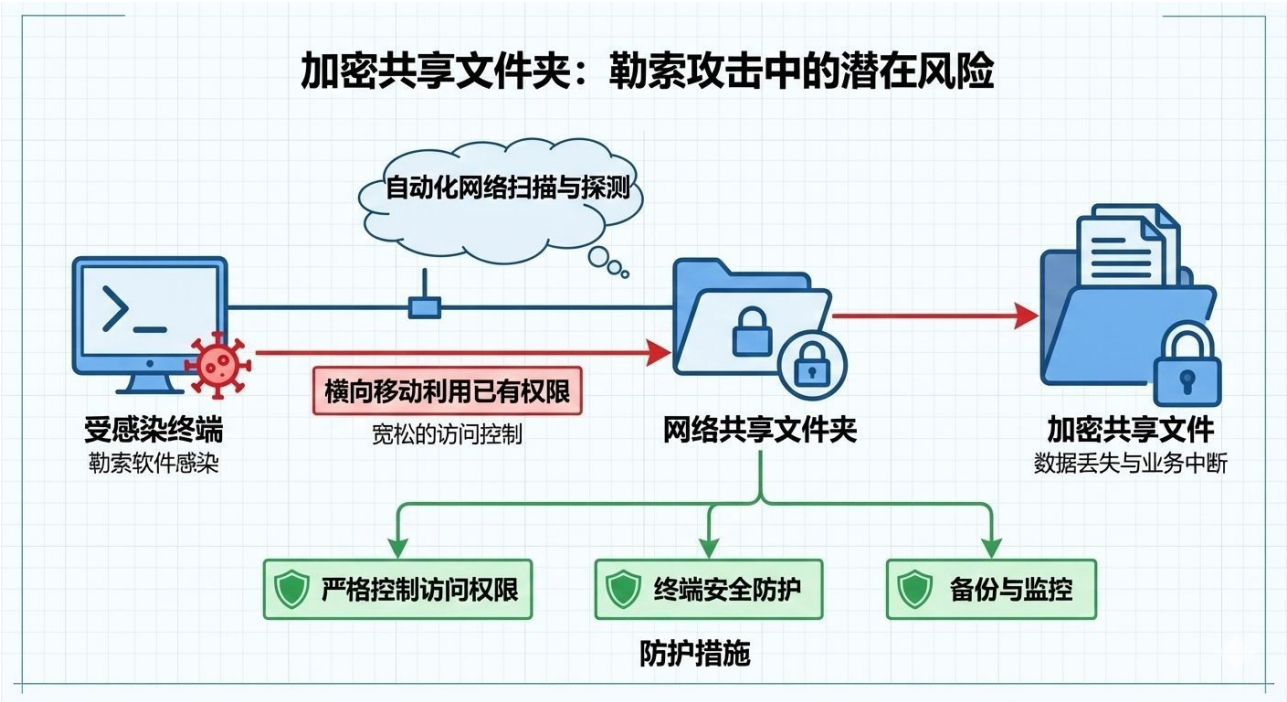 加密共享文件夹：勒索攻击中的潜在风险
自动化网络扫描与探测
横向移动利用已有权限
宽松的访问控制
受感染终端
勒索软件感染
网络共享文件夹
加密共享文件
数据丢失与业务中断
严格控制访问权限
终端安全防护
备份与监控
防护措施